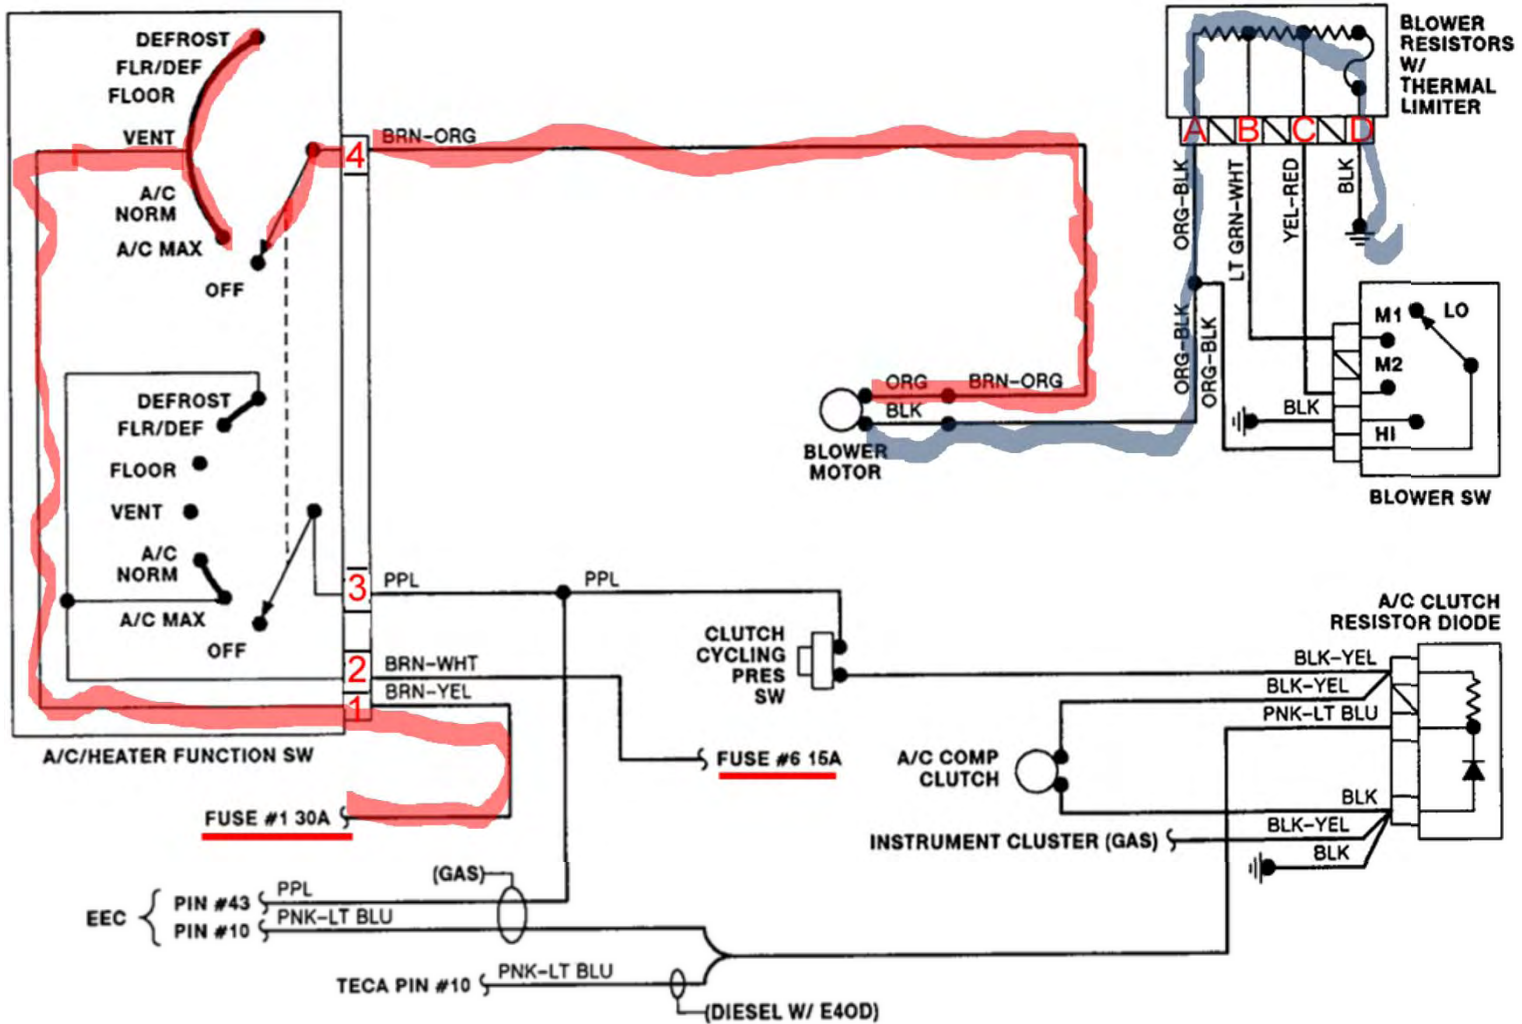 DEFROST
FLR/DEF
FLOOR
VENT
A/C
NORM
A/C MAX
OFF
4
BRN-ORG
DEFROST
FLR/DEF
FLOOR
VENT
A/C
NORM
A/C MAX
OFF
3
PPL
PPL
2
BRN-WHT
1
BRN-YEL
A/C/HEATER FUNCTION SW
FUSE #1 30A
FUSE #6 15A
ORG
BRN-ORG
BLK
BLOWER
MOTOR
BLOWER
RESISTORS
W/
THERMAL
LIMITER
A
B
C
D
ORG-BLK
LT GRN-WHT
YEL-RED
BLK
ORG-BLK
ORG-BLK
M1
LO
M2
BLK
HI
BLOWER SW
CLUTCH
CYCLING
PRES
SW
A/C CLUTCH
RESISTOR DIODE
BLK-YEL
BLK-YEL
PNK-LT BLU
A/C COMP
CLUTCH
BLK
BLK-YEL
INSTRUMENT CLUSTER (GAS)
BLK
(GAS)
EEC
PIN #43
PPL
PIN #10
PNK-LT BLU
TECA PIN #10
PNK-LT BLU
(DIESEL W/ E4OD)